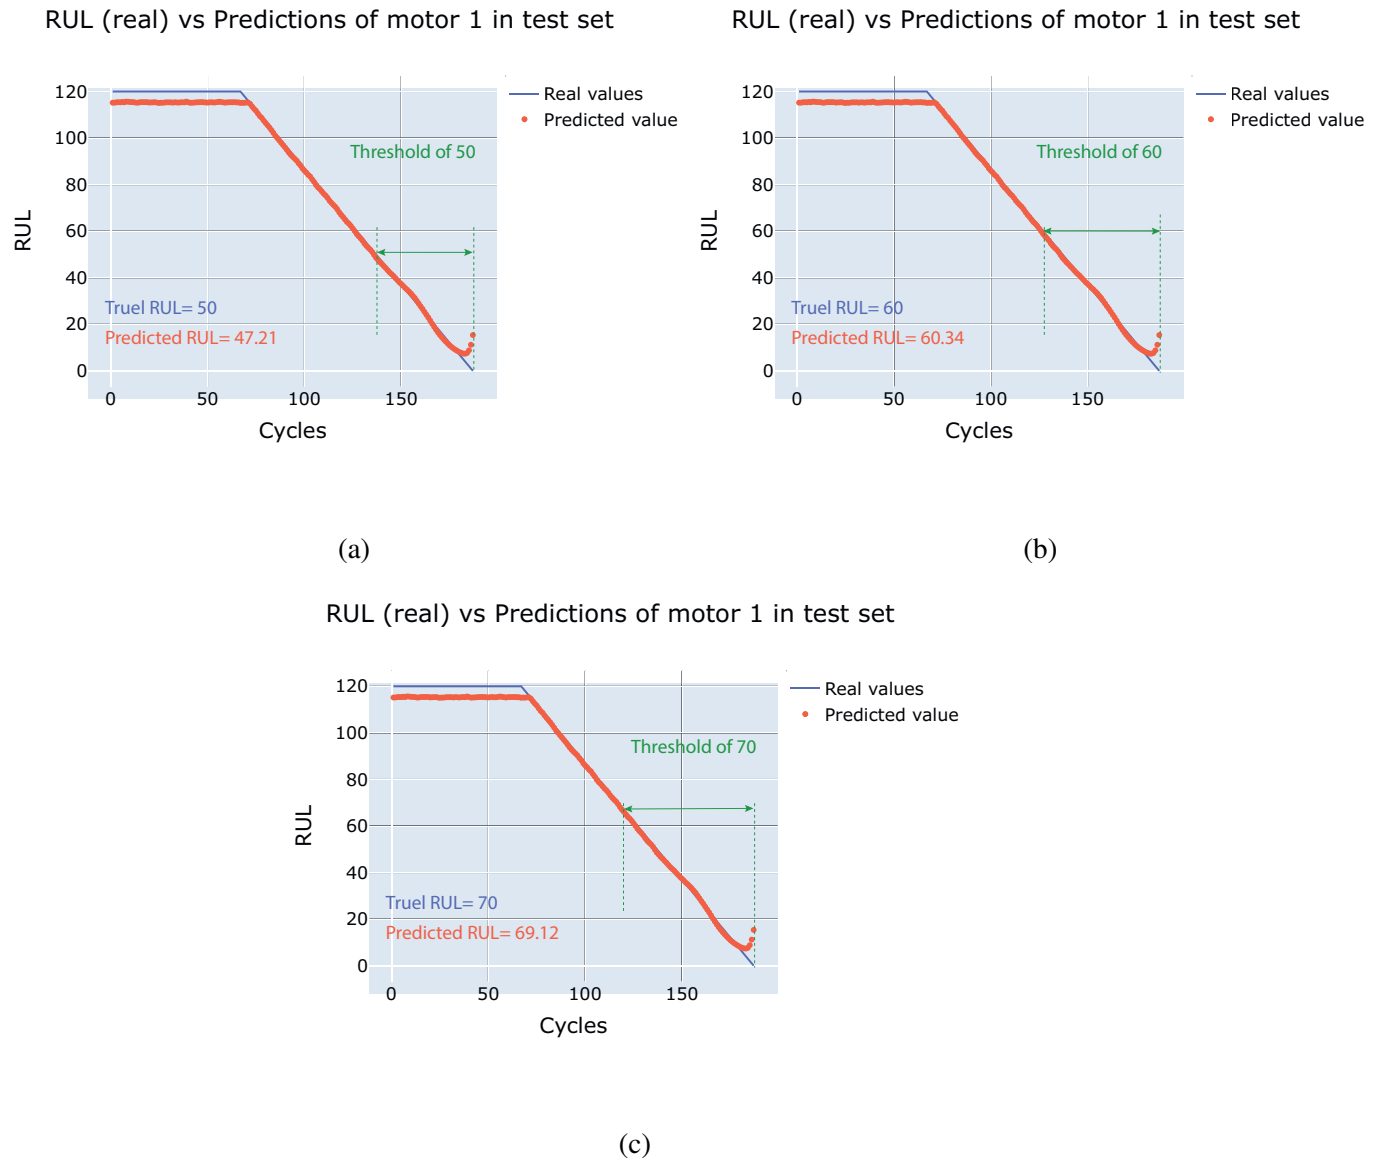 RUL (real) vs Predictions of motor 1 in test set
Real values
Predicted value
120
100
80
60
40
20
0
RUL
Threshold of 50
Truel RUL= 50
Predicted RUL= 47.21
0 50 100 150
Cycles
(a)
RUL (real) vs Predictions of motor 1 in test set
Real values
Predicted value
120
100
80
60
40
20
0
RUL
Threshold of 60
Truel RUL= 60
Predicted RUL= 60.34
0 50 100 150
Cycles
(b)
RUL (real) vs Predictions of motor 1 in test set
Real values
Predicted value
120
100
80
60
40
20
0
RUL
Threshold of 70
Truel RUL= 70
Predicted RUL= 69.12
0 50 100 150
Cycles
(c)